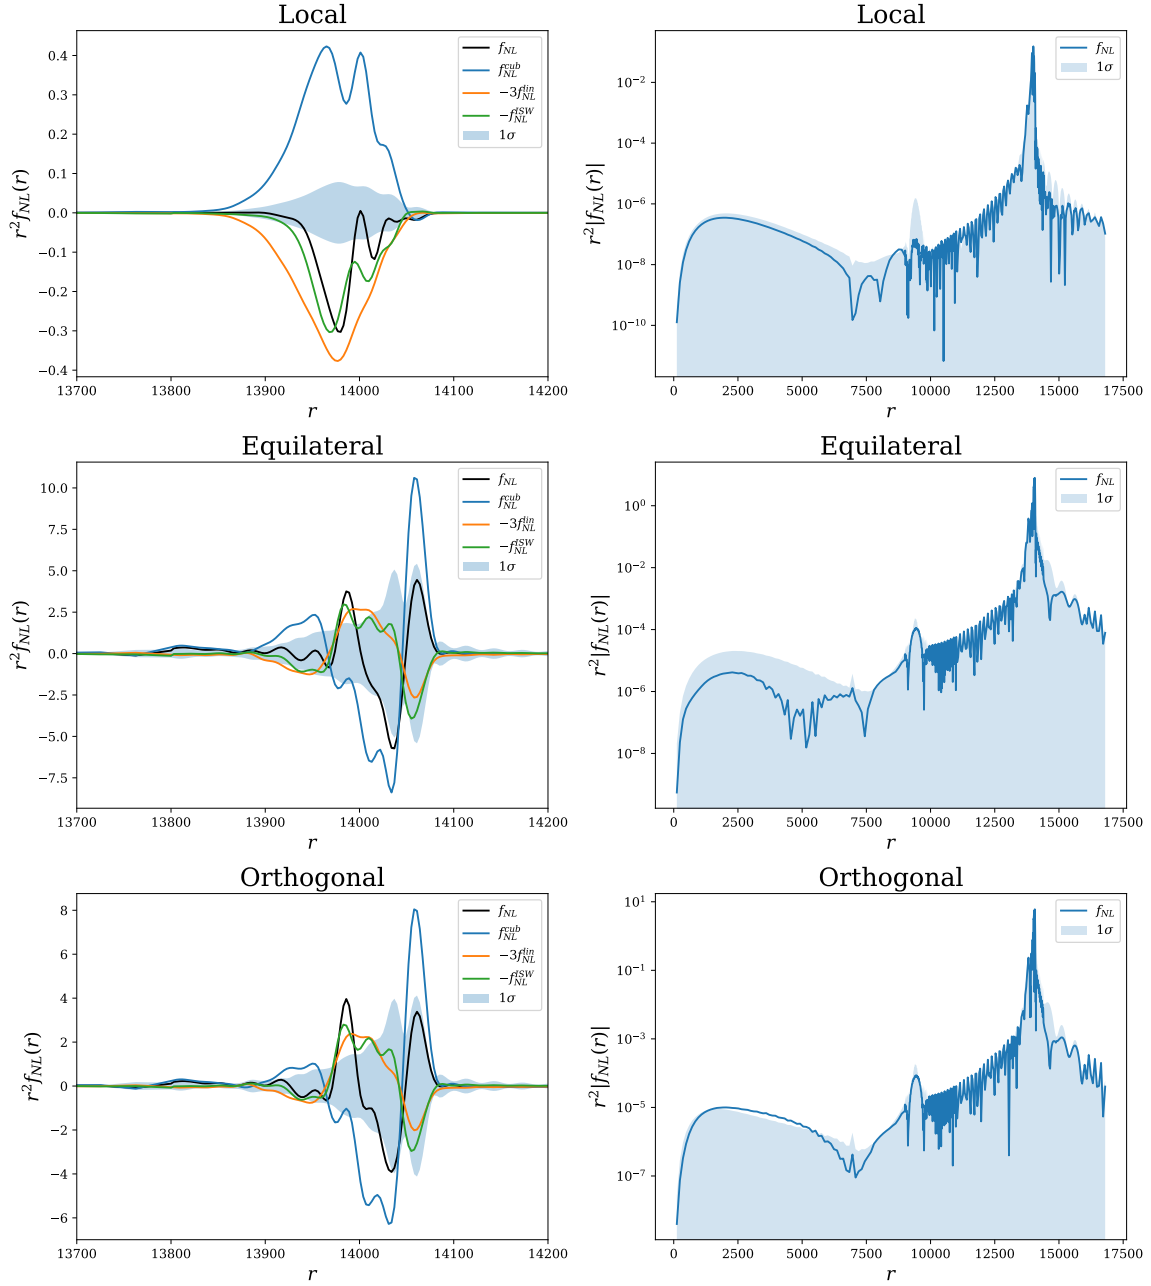 Local
r²f_NL(r)
0.4
0.3
0.2
0.1
0.0
−0.1
−0.2
−0.3
−0.4
13700 13800 13900 14000 14100 14200
r
f_NL
f_NL^cub
−3f_NL^lin
−f_NL^ISW
1σ
Local
r²|f_NL(r)|
10⁻²
10⁻⁴
10⁻⁶
10⁻⁸
10⁻¹⁰
0 2500 5000 7500 10000 12500 15000 17500
r
f_NL
1σ
Equilateral
r²f_NL(r)
10.0
7.5
5.0
2.5
0.0
−2.5
−5.0
−7.5
13700 13800 13900 14000 14100 14200
r
f_NL
f_NL^cub
−3f_NL^lin
−f_NL^ISW
1σ
Equilateral
r²|f_NL(r)|
10⁰
10⁻²
10⁻⁴
10⁻⁶
10⁻⁸
0 2500 5000 7500 10000 12500 15000 17500
r
f_NL
1σ
Orthogonal
r²f_NL(r)
8
6
4
2
0
−2
−4
−6
13700 13800 13900 14000 14100 14200
r
f_NL
f_NL^cub
−3f_NL^lin
−f_NL^ISW
1σ
Orthogonal
r²|f_NL(r)|
10¹
10⁻¹
10⁻³
10⁻⁵
10⁻⁷
0 2500 5000 7500 10000 12500 15000 17500
r
f_NL
1σ